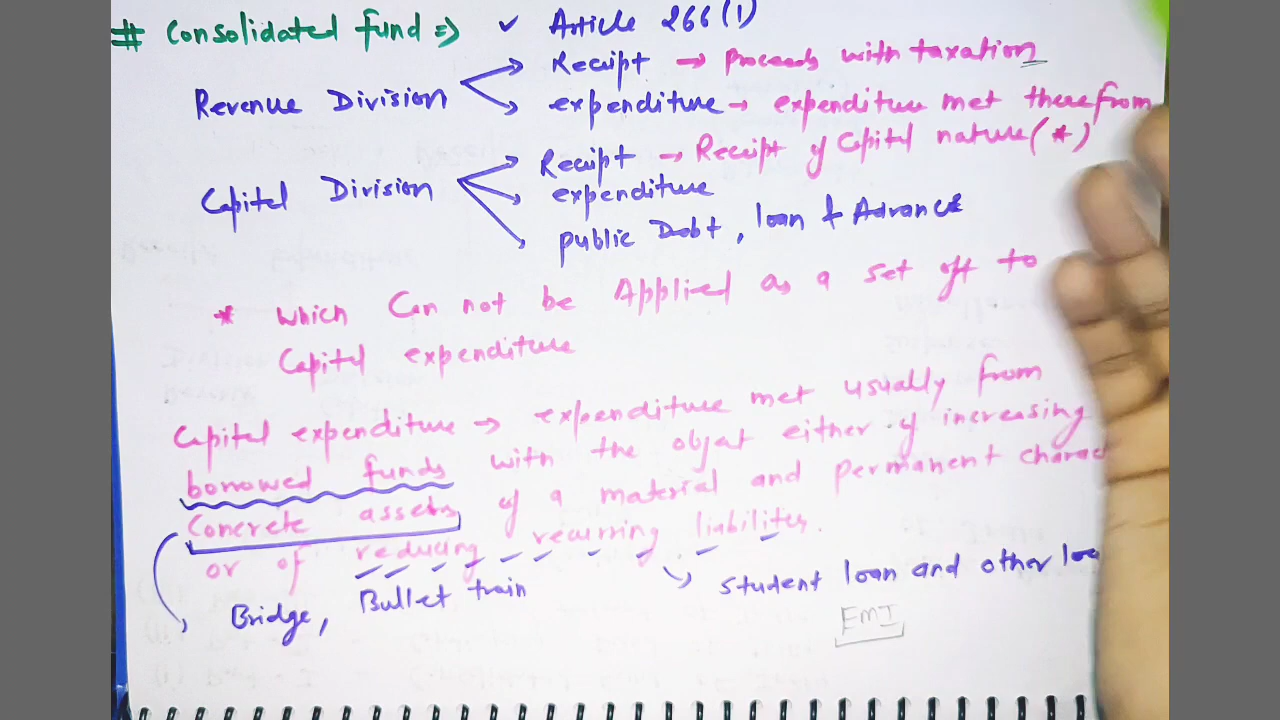 # Consolidated fund => ✓ Article 266(1)
Revenue Division
Receipt → Proceeds with taxation
expenditure → expenditure met therefrom
Capital Division
Receipt → Receipt of Capital nature (*)
expenditure
public Debt, loan & Advance
* which Can not be Applied as a set off to
Capital expenditure
Capital expenditure → expenditure met usually from
borrowed funds with the object either of increasing
Concrete assets of a material and permanent charact
or of reducing recurring liabilites.
Bridge, Bullet train
student loan and other loa
EMI